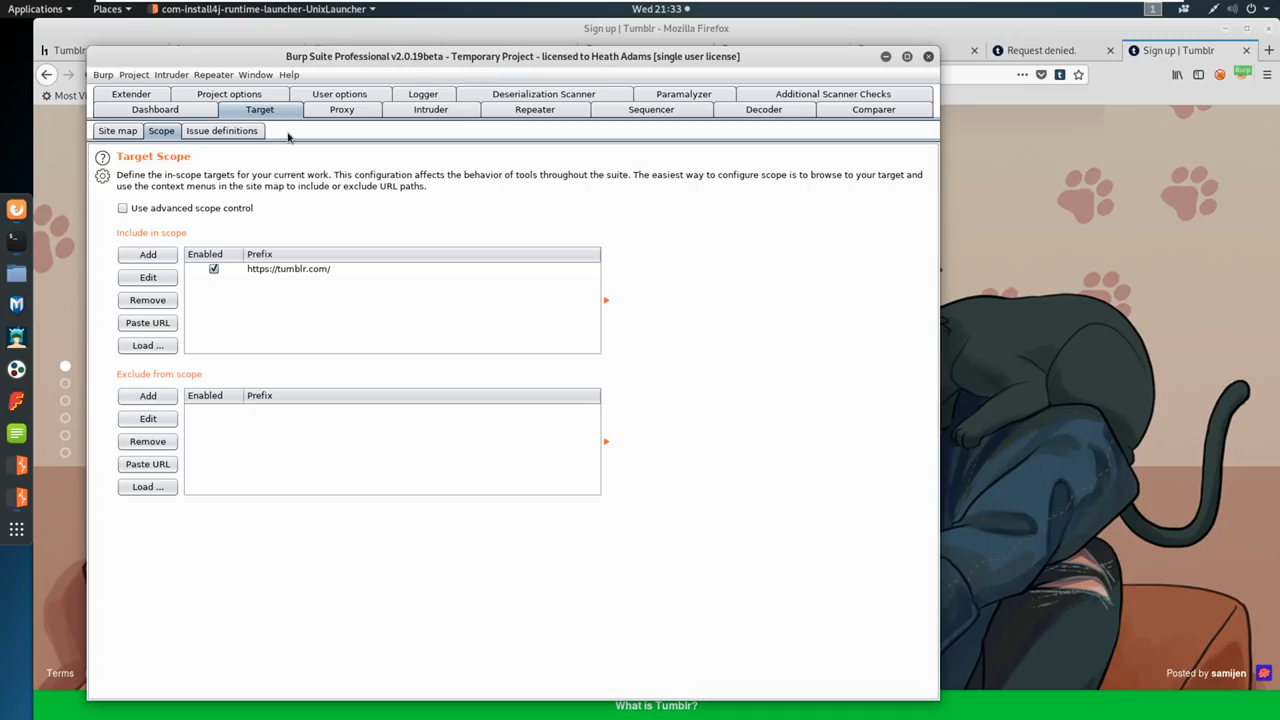 Applications Places com-install4j-runtime-launcher-UnixLauncher Wed 21:33 1
Sign up | Tumblr - Mozilla Firefox
Tumblr Request denied. Sign up | Tumblr
Burp Suite Professional v2.0.19beta - Temporary Project - licensed to Heath Adams [single user license]
Burp Project Intruder Repeater Window Help
Burp
Most Vi
Extender Project options User options Logger Deserialization Scanner Paramalyzer Additional Scanner Checks
Dashboard Target Proxy Intruder Repeater Sequencer Decoder Comparer
Site map Scope Issue definitions
Target Scope
Define the in-scope targets for your current work. This configuration affects the behavior of tools throughout the suite. The easiest way to configure scope is to browse to your target and
use the context menus in the site map to include or exclude URL paths.
Use advanced scope control
Include in scope
Add Enabled Prefix
https://tumblr.com/
Edit
Remove
Paste URL
Load ...
Exclude from scope
Add Enabled Prefix
Edit
Remove
Paste URL
Load ...
Terms Posted by samijen
What is Tumblr?